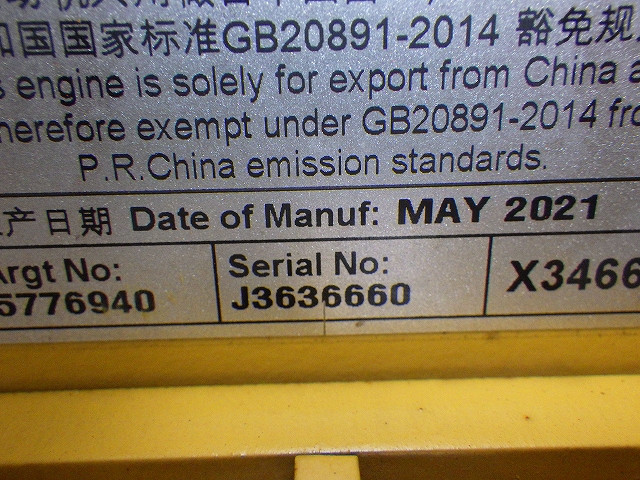 和国国家标准GB20891-2014 豁免规
engine is solely for export from China
herefore exempt under GB20891-2014 fro
P.R.China emission standards.
产日期 Date of Manuf: MAY 2021
Argt No:
5776940
Serial No:
J3636660
X3466